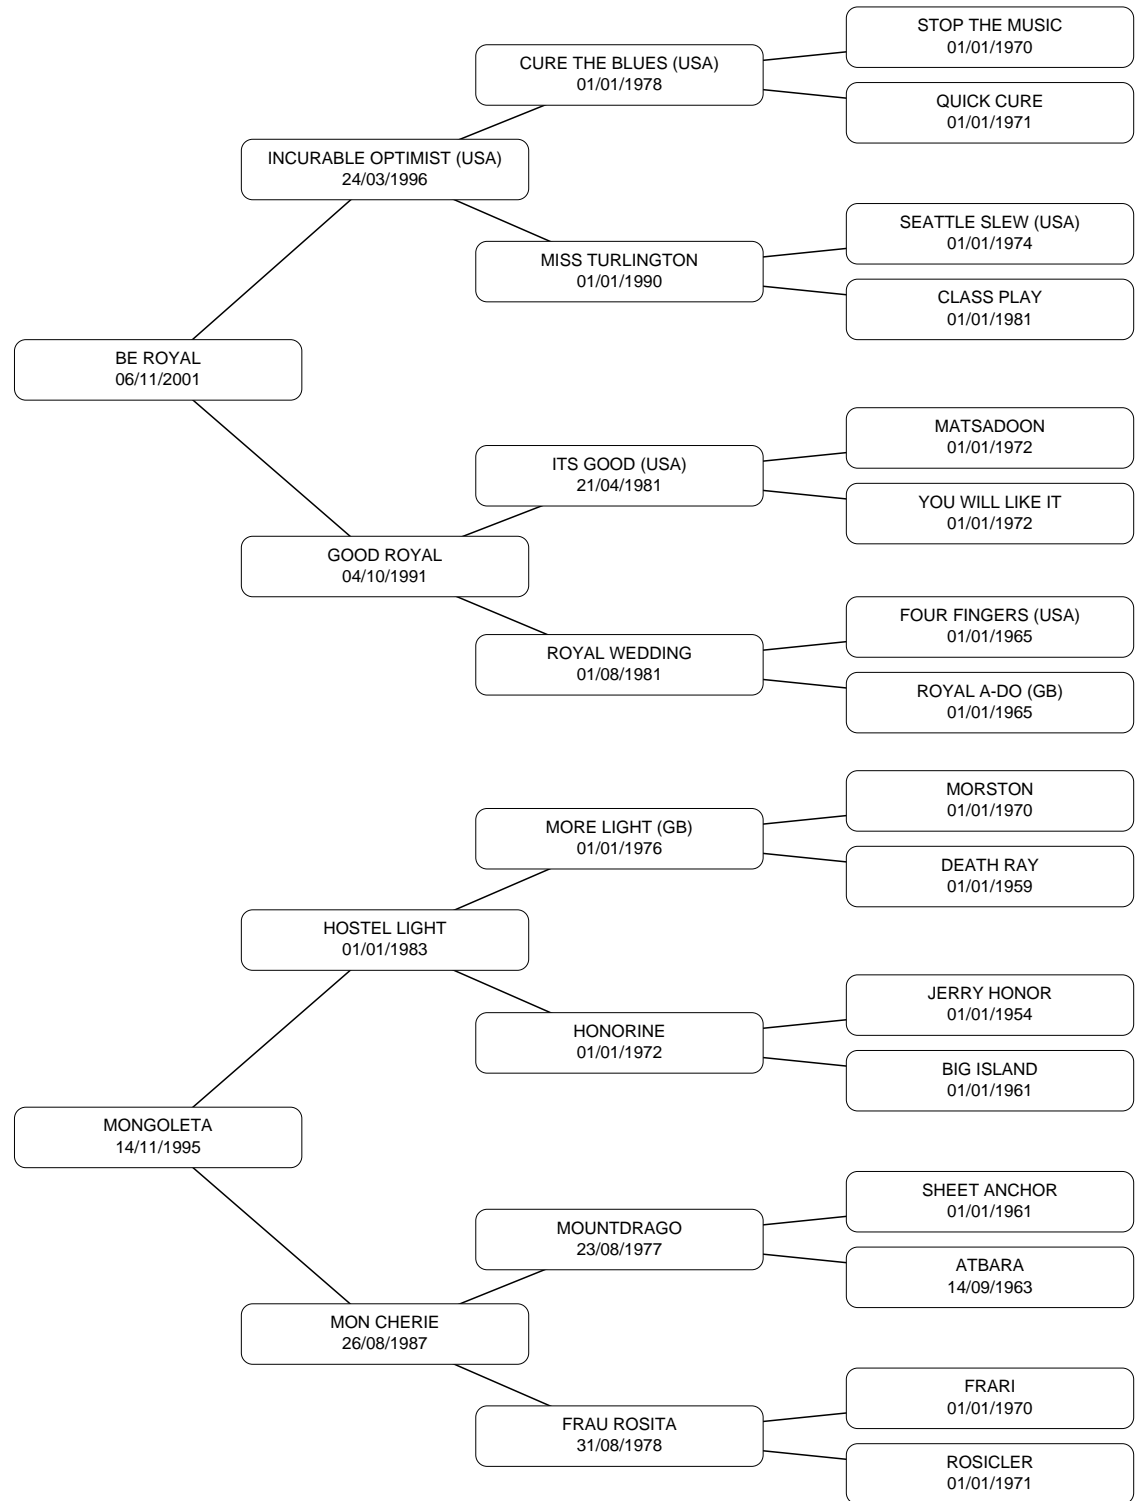 STOP THE MUSIC
01/01/1970
CURE THE BLUES (USA)
01/01/1978
QUICK CURE
01/01/1971
INCURABLE OPTIMIST (USA)
24/03/1996
SEATTLE SLEW (USA)
01/01/1974
MISS TURLINGTON
01/01/1990
CLASS PLAY
01/01/1981
BE ROYAL
06/11/2001
MATSADOON
01/01/1972
ITS GOOD (USA)
21/04/1981
YOU WILL LIKE IT
01/01/1972
GOOD ROYAL
04/10/1991
FOUR FINGERS (USA)
01/01/1965
ROYAL WEDDING
01/08/1981
ROYAL A-DO (GB)
01/01/1965
MORSTON
01/01/1970
MORE LIGHT (GB)
01/01/1976
DEATH RAY
01/01/1959
HOSTEL LIGHT
01/01/1983
JERRY HONOR
01/01/1954
HONORINE
01/01/1972
BIG ISLAND
01/01/1961
MONGOLETA
14/11/1995
SHEET ANCHOR
01/01/1961
MOUNTDRAGO
23/08/1977
ATBARA
14/09/1963
MON CHERIE
26/08/1987
FRARI
01/01/1970
FRAU ROSITA
31/08/1978
ROSICLER
01/01/1971